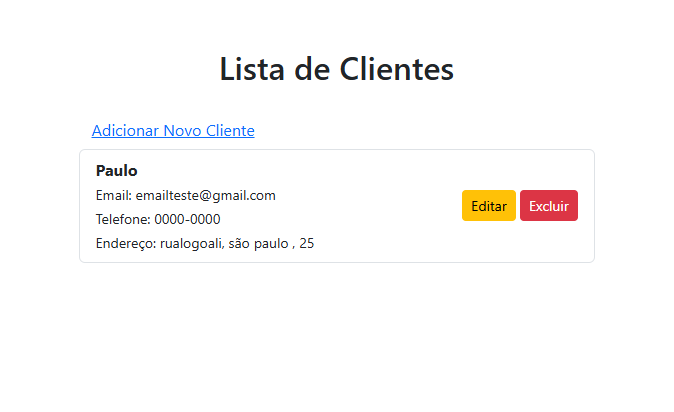 Lista de Clientes
Adicionar Novo Cliente
Paulo
Email: emailteste@gmail.com
Telefone: 0000-0000
Endereço: rualogoali, são paulo , 25
Editar Excluir